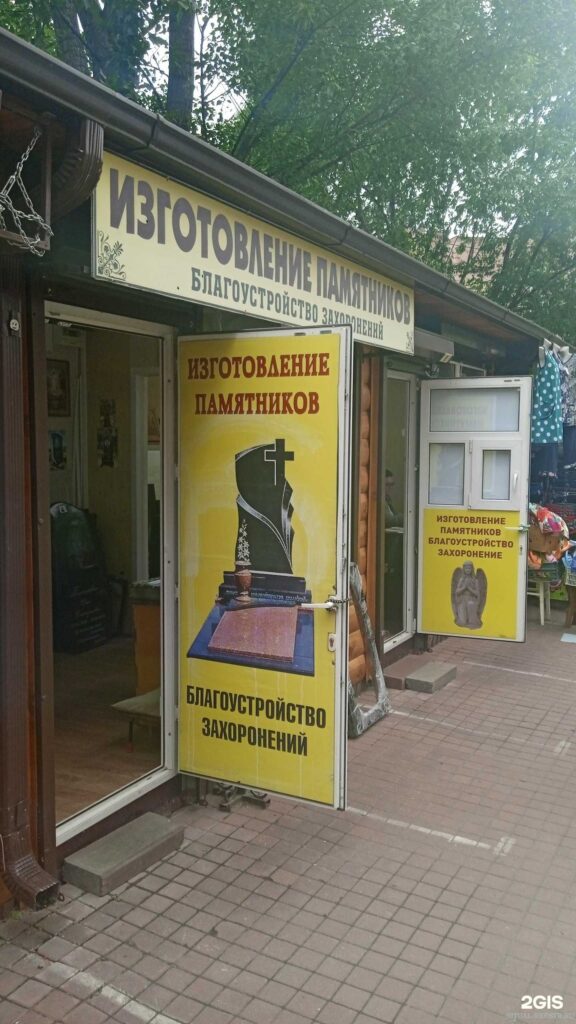 ИЗГОТОВЛЕНИЕ ПАМЯТНИКОВ
БЛАГОУСТРОЙСТВО ЗАХОРОНЕНИЙ
ИЗГОТОВЛЕНИЕ
ПАМЯТНИКОВ
БЛАГОУСТРОЙСТВО
ЗАХОРОНЕНИЙ
ИЗГОТОВЛЕНИЕ
ПАМЯТНИКОВ
БЛАГОУСТРОЙСТВО
ЗАХОРОНЕНИЕ
2GIS